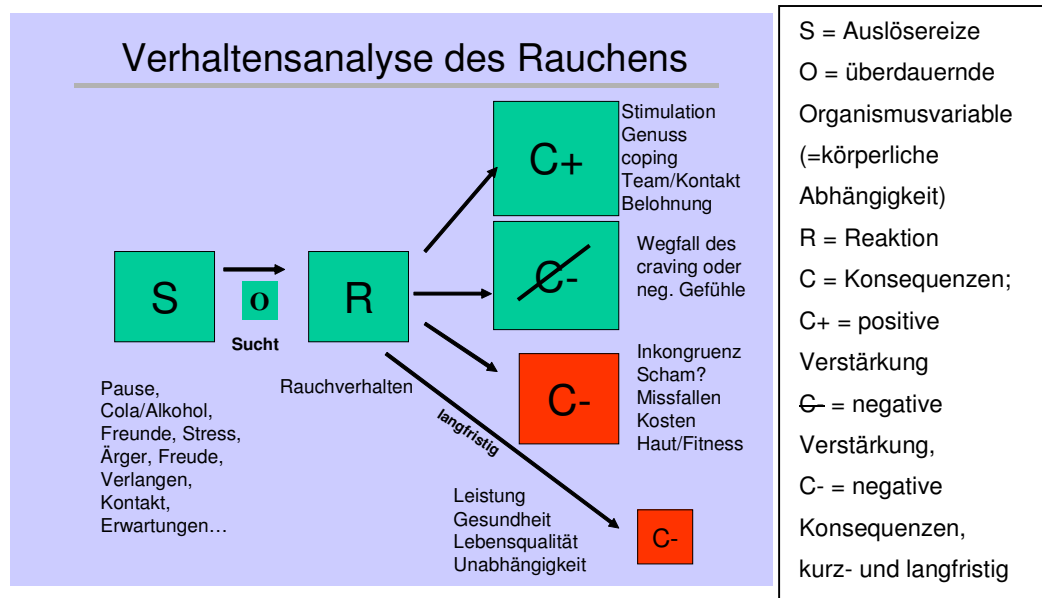 Verhaltensanalyse des Rauchens
S
O
Sucht
R
C+
C-
C-
C-
Stimulation
Genuss
coping
Team/Kontakt
Belohnung
Wegfall des
craving oder
neg. Gefühle
Inkongruenz
Scham?
Missfallen
Kosten
Haut/Fitness
Pause,
Cola/Alkohol,
Freunde, Stress,
Ärger, Freude,
Verlangen,
Kontakt,
Erwartungen…
Rauchverhalten
langfristig
Leistung
Gesundheit
Lebensqualität
Unabhängigkeit
S = Auslösereize
O = überdauernde
Organismusvariable
(=körperliche
Abhängigkeit)
R = Reaktion
C = Konsequenzen;
C+ = positive
Verstärkung
C- = negative
Verstärkung,
C- = negative
Konsequenzen,
kurz- und langfristig